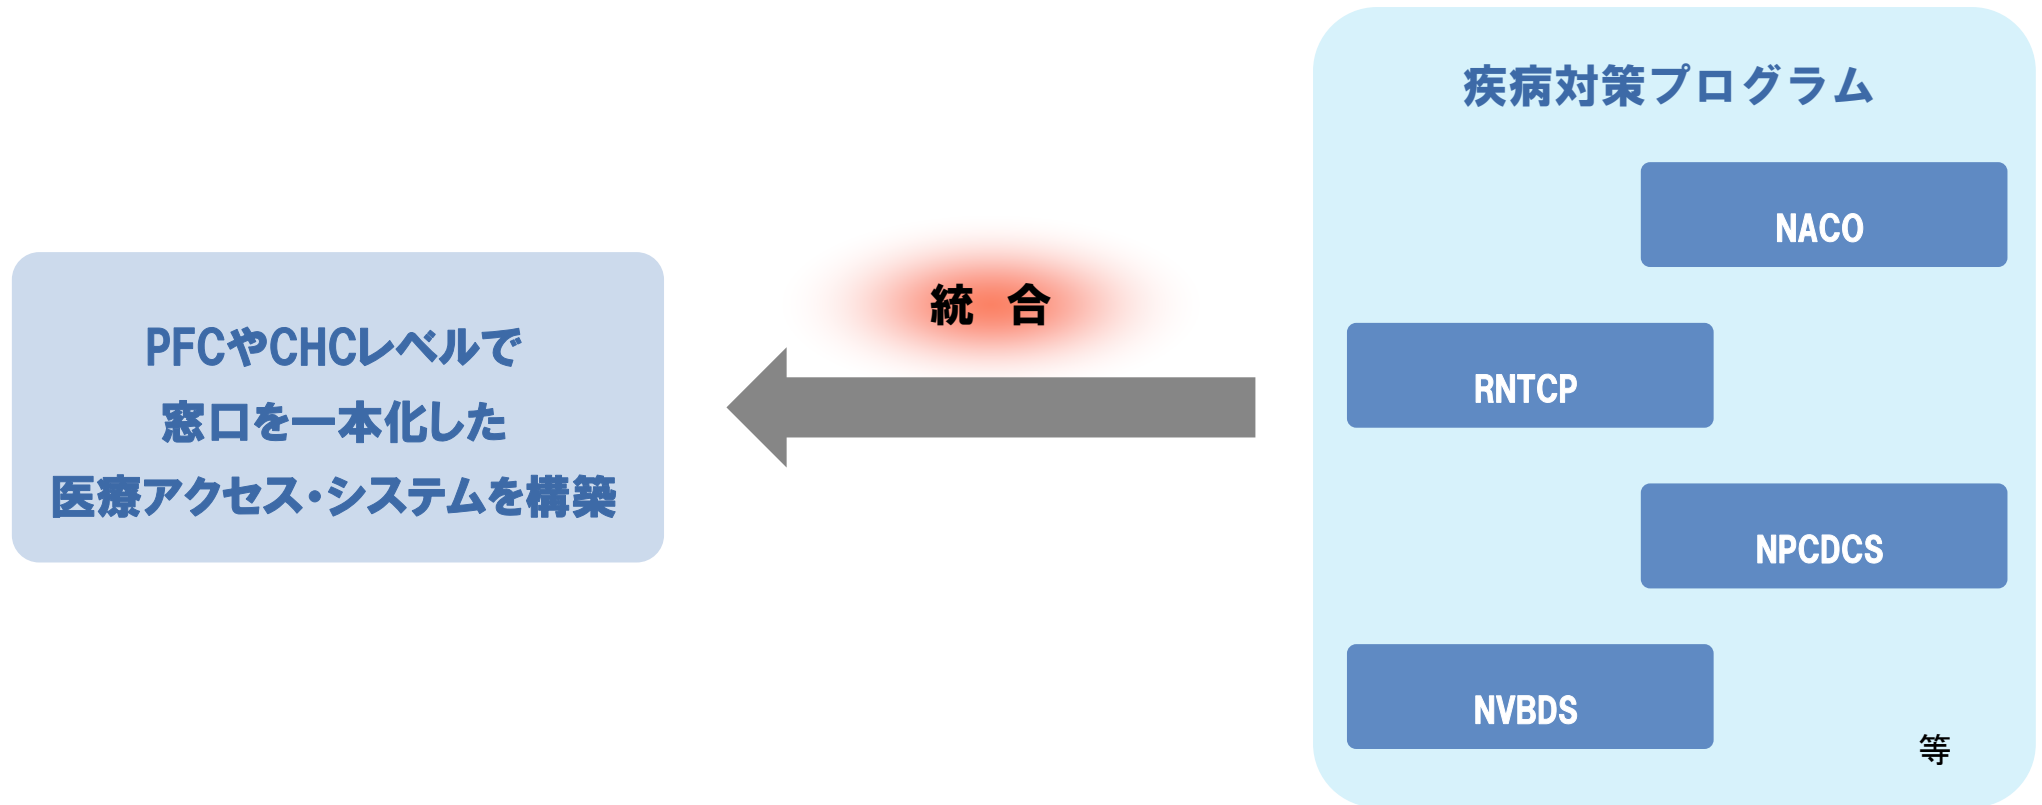 疾病対策プログラム
NACO
統 合
PFCやCHCレベルで
窓口を一本化した
医療アクセス・システムを構築
RNTCP
NPCDCS
NVBDS
等